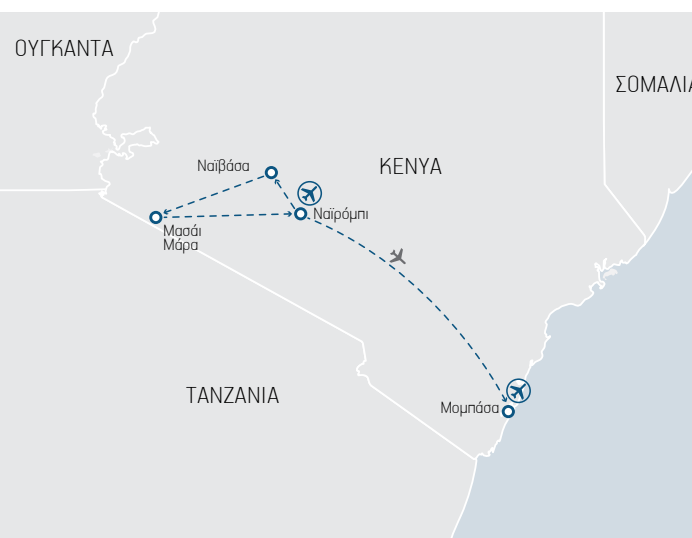 ΟΥΓΚΑΝΤΑ
ΣΟΜΑΛΙΑ
ΚΕΝΥΑ
Ναϊβάσα
Ναϊρόμπι
Μασάι
Μάρα
ΤΑΝΖΑΝΙΑ
Μομπάσα